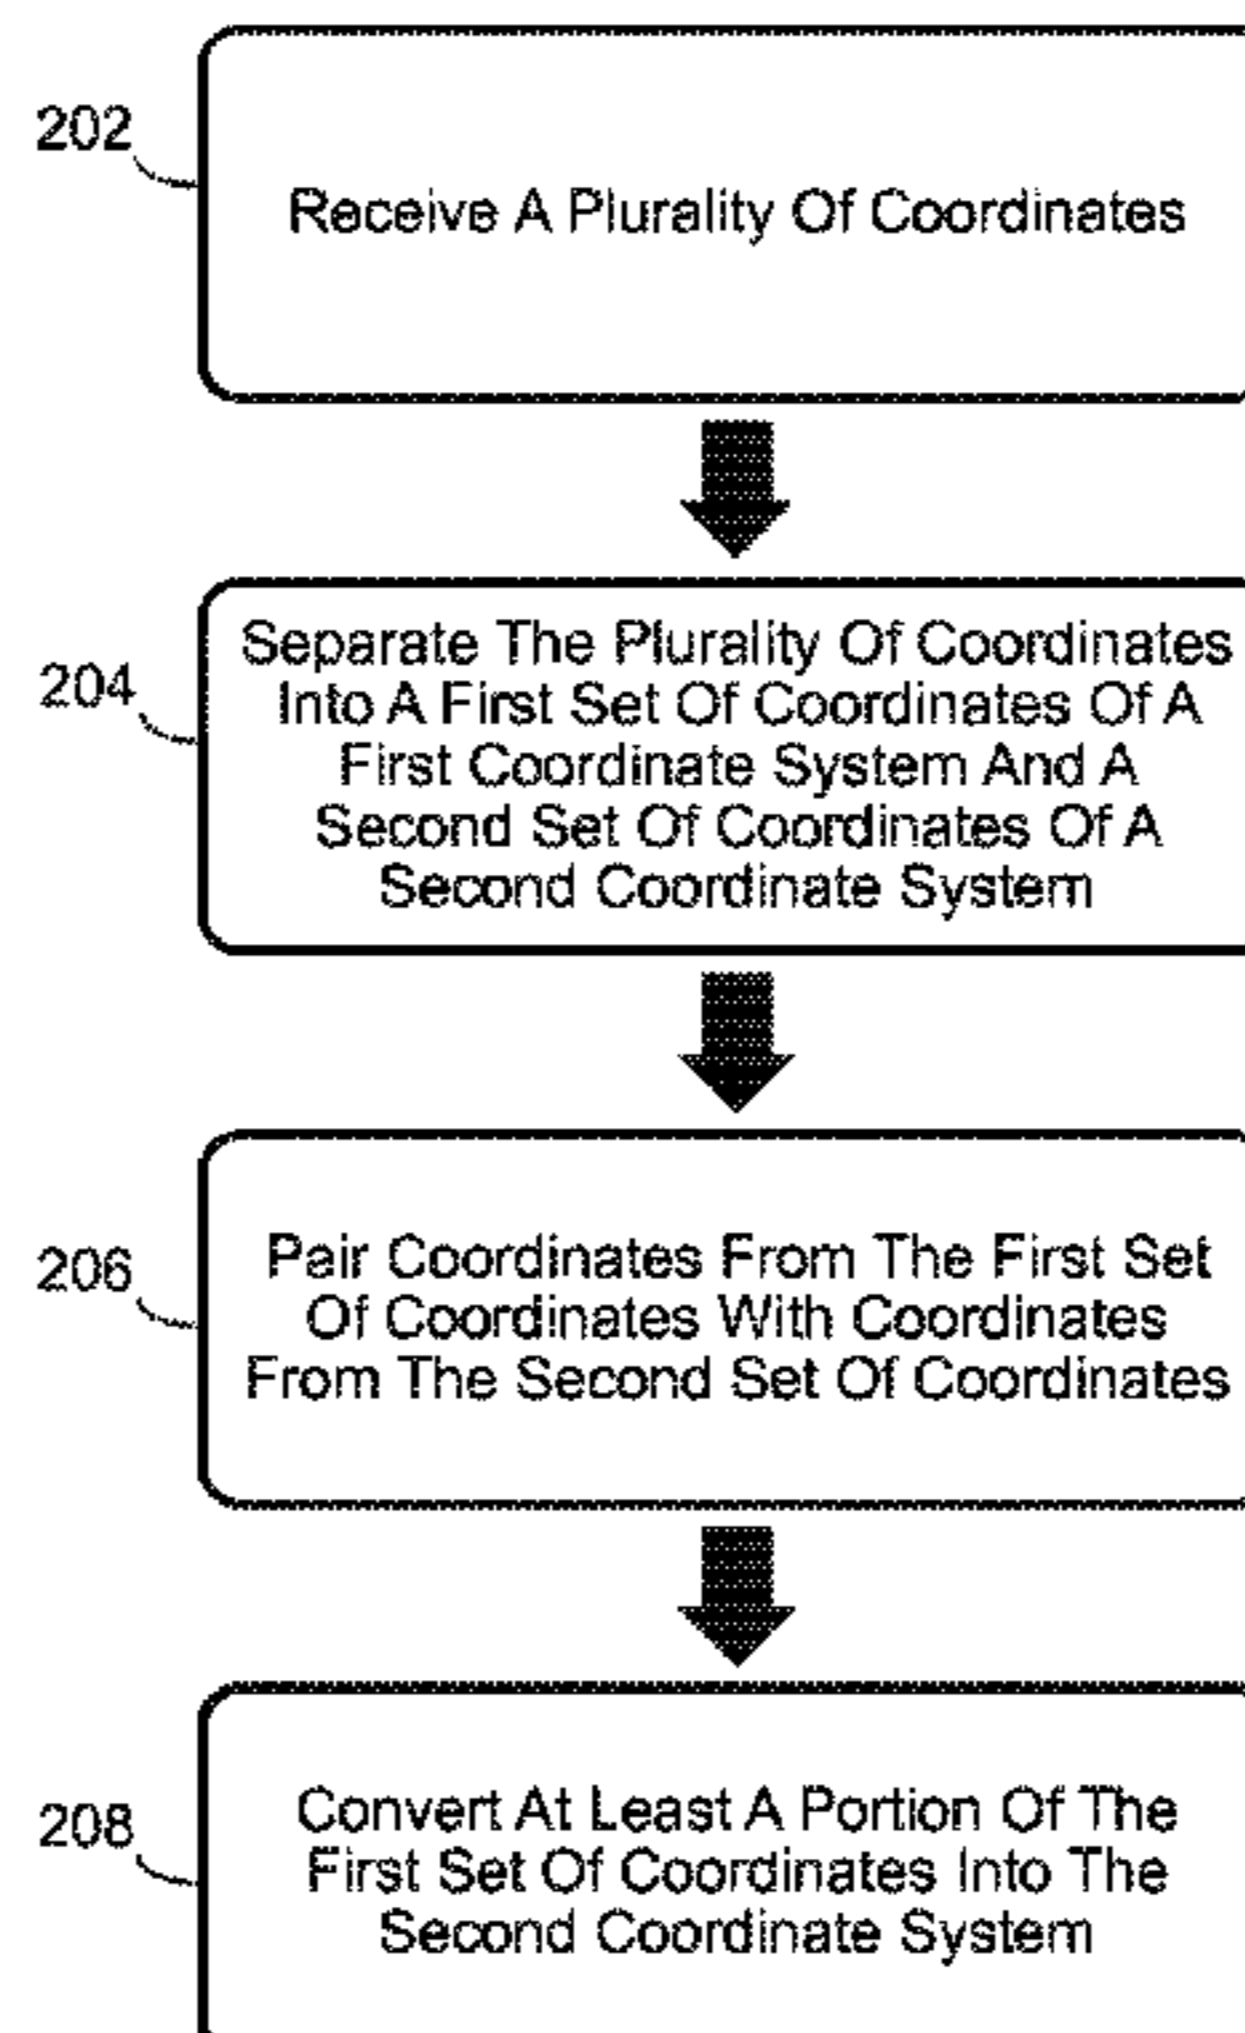 202
Receive A Plurality Of Coordinates
204
Separate The Plurality Of Coordinates
Into A First Set Of Coordinates Of A
First Coordinate System And A
Second Set Of Coordinates Of A
Second Coordinate System
206
Pair Coordinates From The First Set
Of Coordinates With Coordinates
From The Second Set Of Coordinates
208
Convert At Least A Portion Of The
First Set Of Coordinates Into The
Second Coordinate System